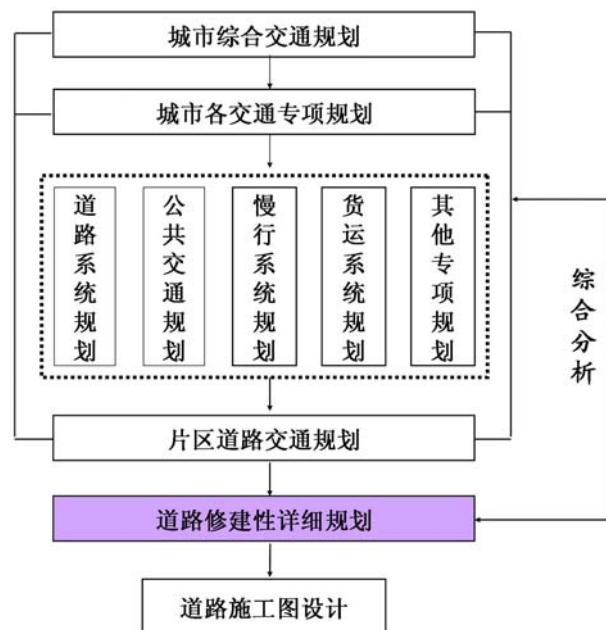 城市综合交通规划
城市各交通专项规划
道路系统规划
公共交通规划
慢行系统规划
货运系统规划
其他专项规划
综合分析
片区道路交通规划
道路修建性详细规划
道路施工图设计